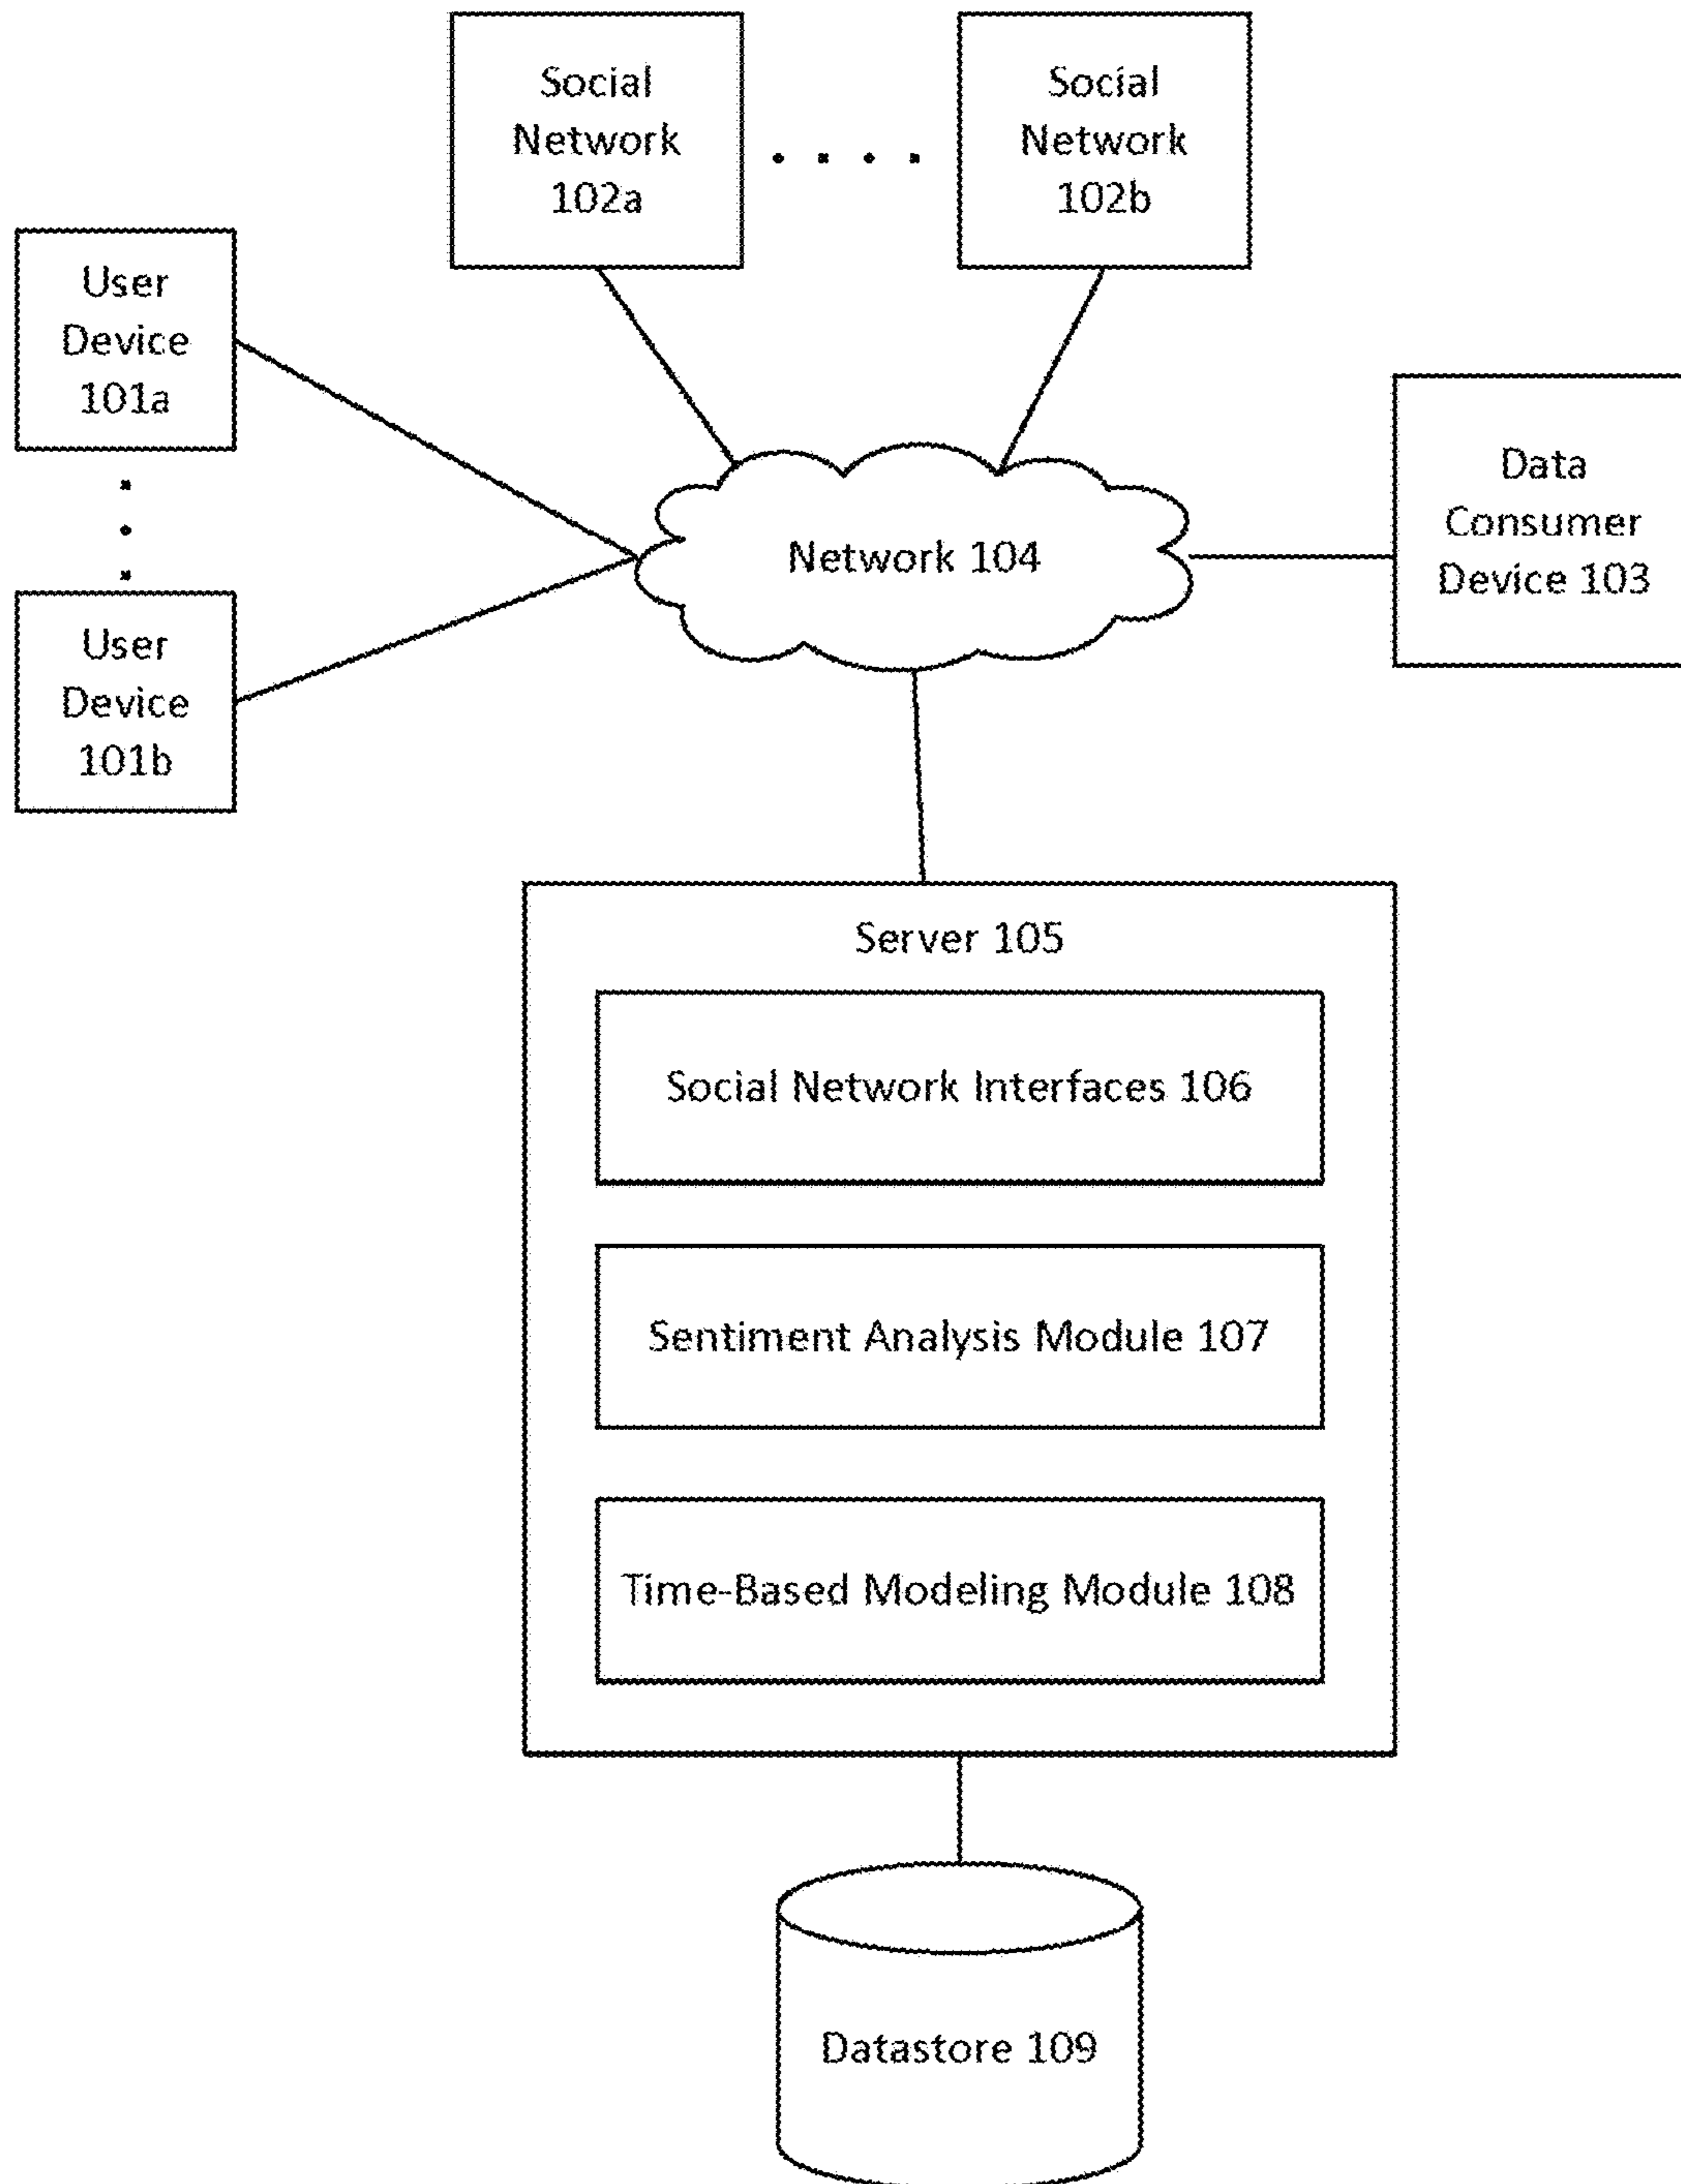 Social
Network
102a
Social
Network
102b
User
Device
101a
User
Device
101b
Network 104
Data
Consumer
Device 103
Server 105
Social Network Interfaces 106
Sentiment Analysis Module 107
Time-Based Modeling Module 108
Datastore 109